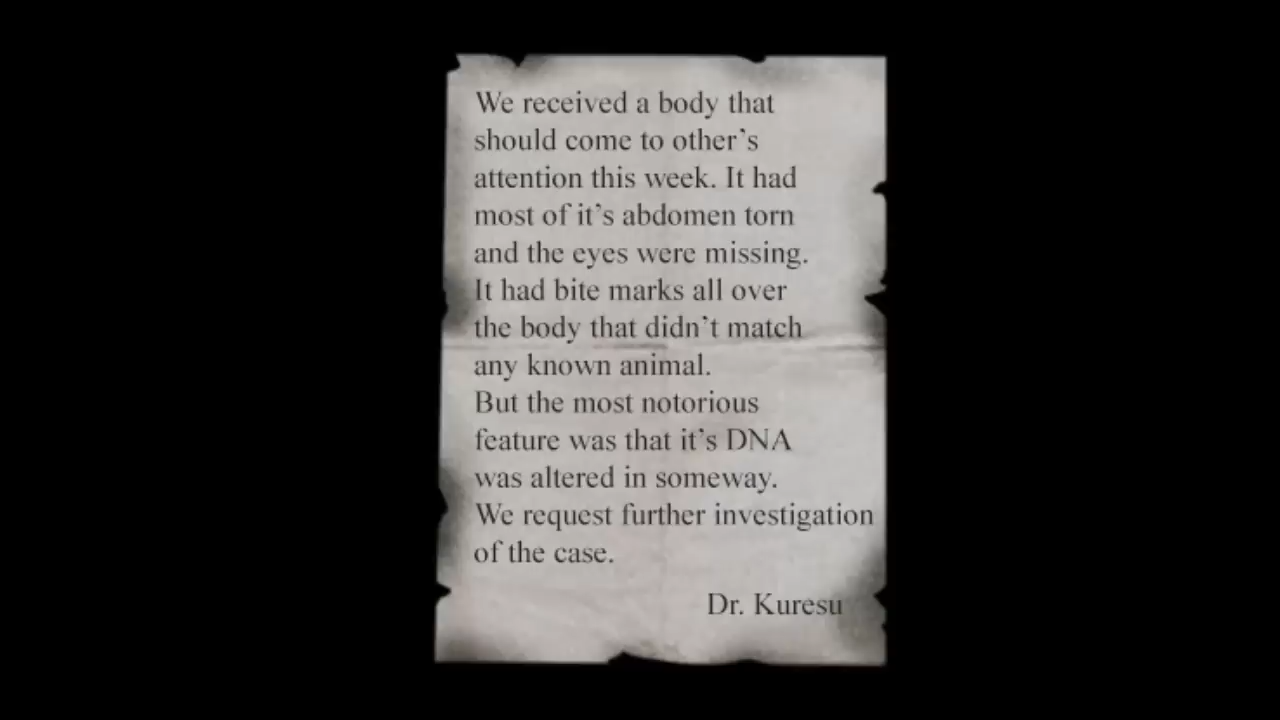 We received a body that
should come to other's
attention this week. It had
most of it's abdomen torn
and the eyes were missing.
It had bite marks all over
the body that didn't match
any known animal.
But the most notorious
feature was that it's DNA
was altered in someway.
We request further investigation
of the case.
Dr. Kuresu